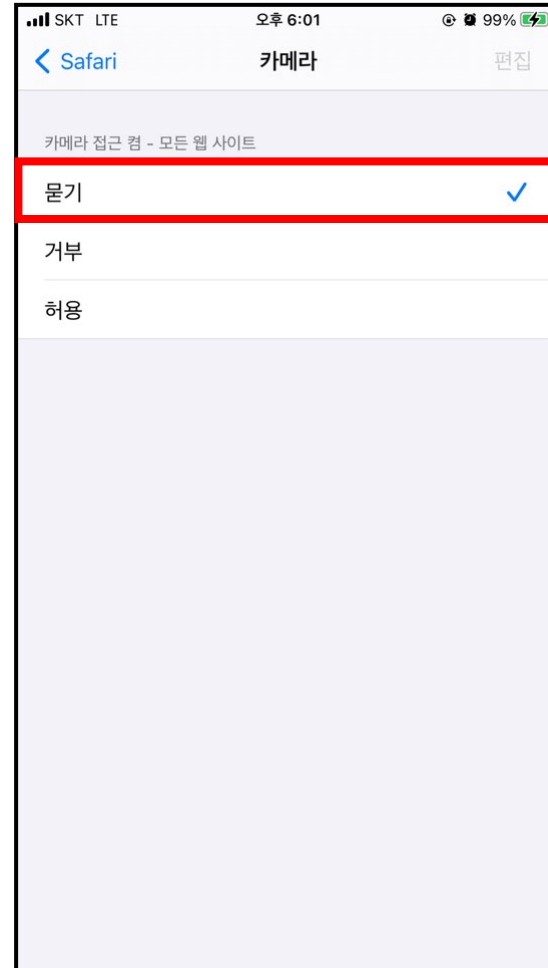 SKT LTE 오후 6:01 99%
Safari 카메라 편집
카메라 접근 켬 - 모든 웹 사이트
묻기
거부
허용